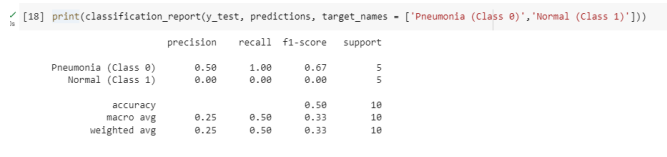 [18] print(classification_report(y_test, predictions, target_names = ['Pneumonia (Class 0)','Normal (Class 1)']))
1s
precision recall f1-score support
Pneumonia (Class 0) 0.50 1.00 0.67 5
Normal (Class 1) 0.00 0.00 0.00 5
accuracy 0.50 10
macro avg 0.25 0.50 0.33 10
weighted avg 0.25 0.50 0.33 10